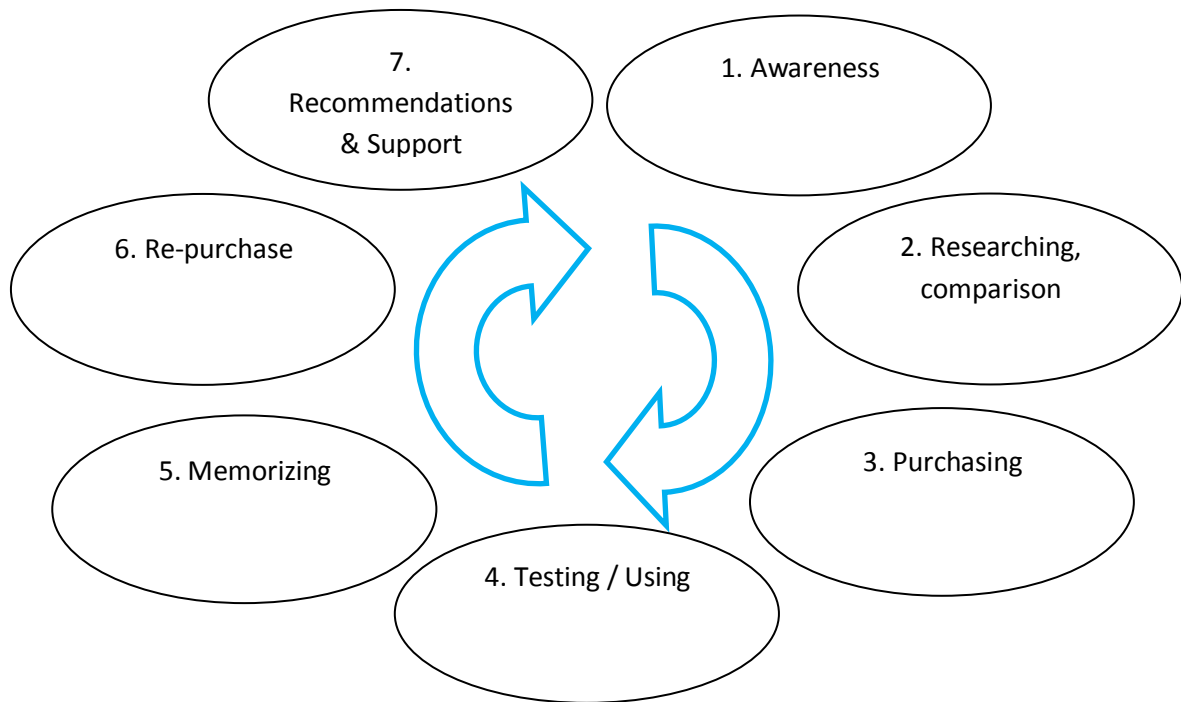 1. Awareness
2. Researching,
comparison
3. Purchasing
4. Testing / Using
5. Memorizing
6. Re-purchase
7.
Recommendations
& Support